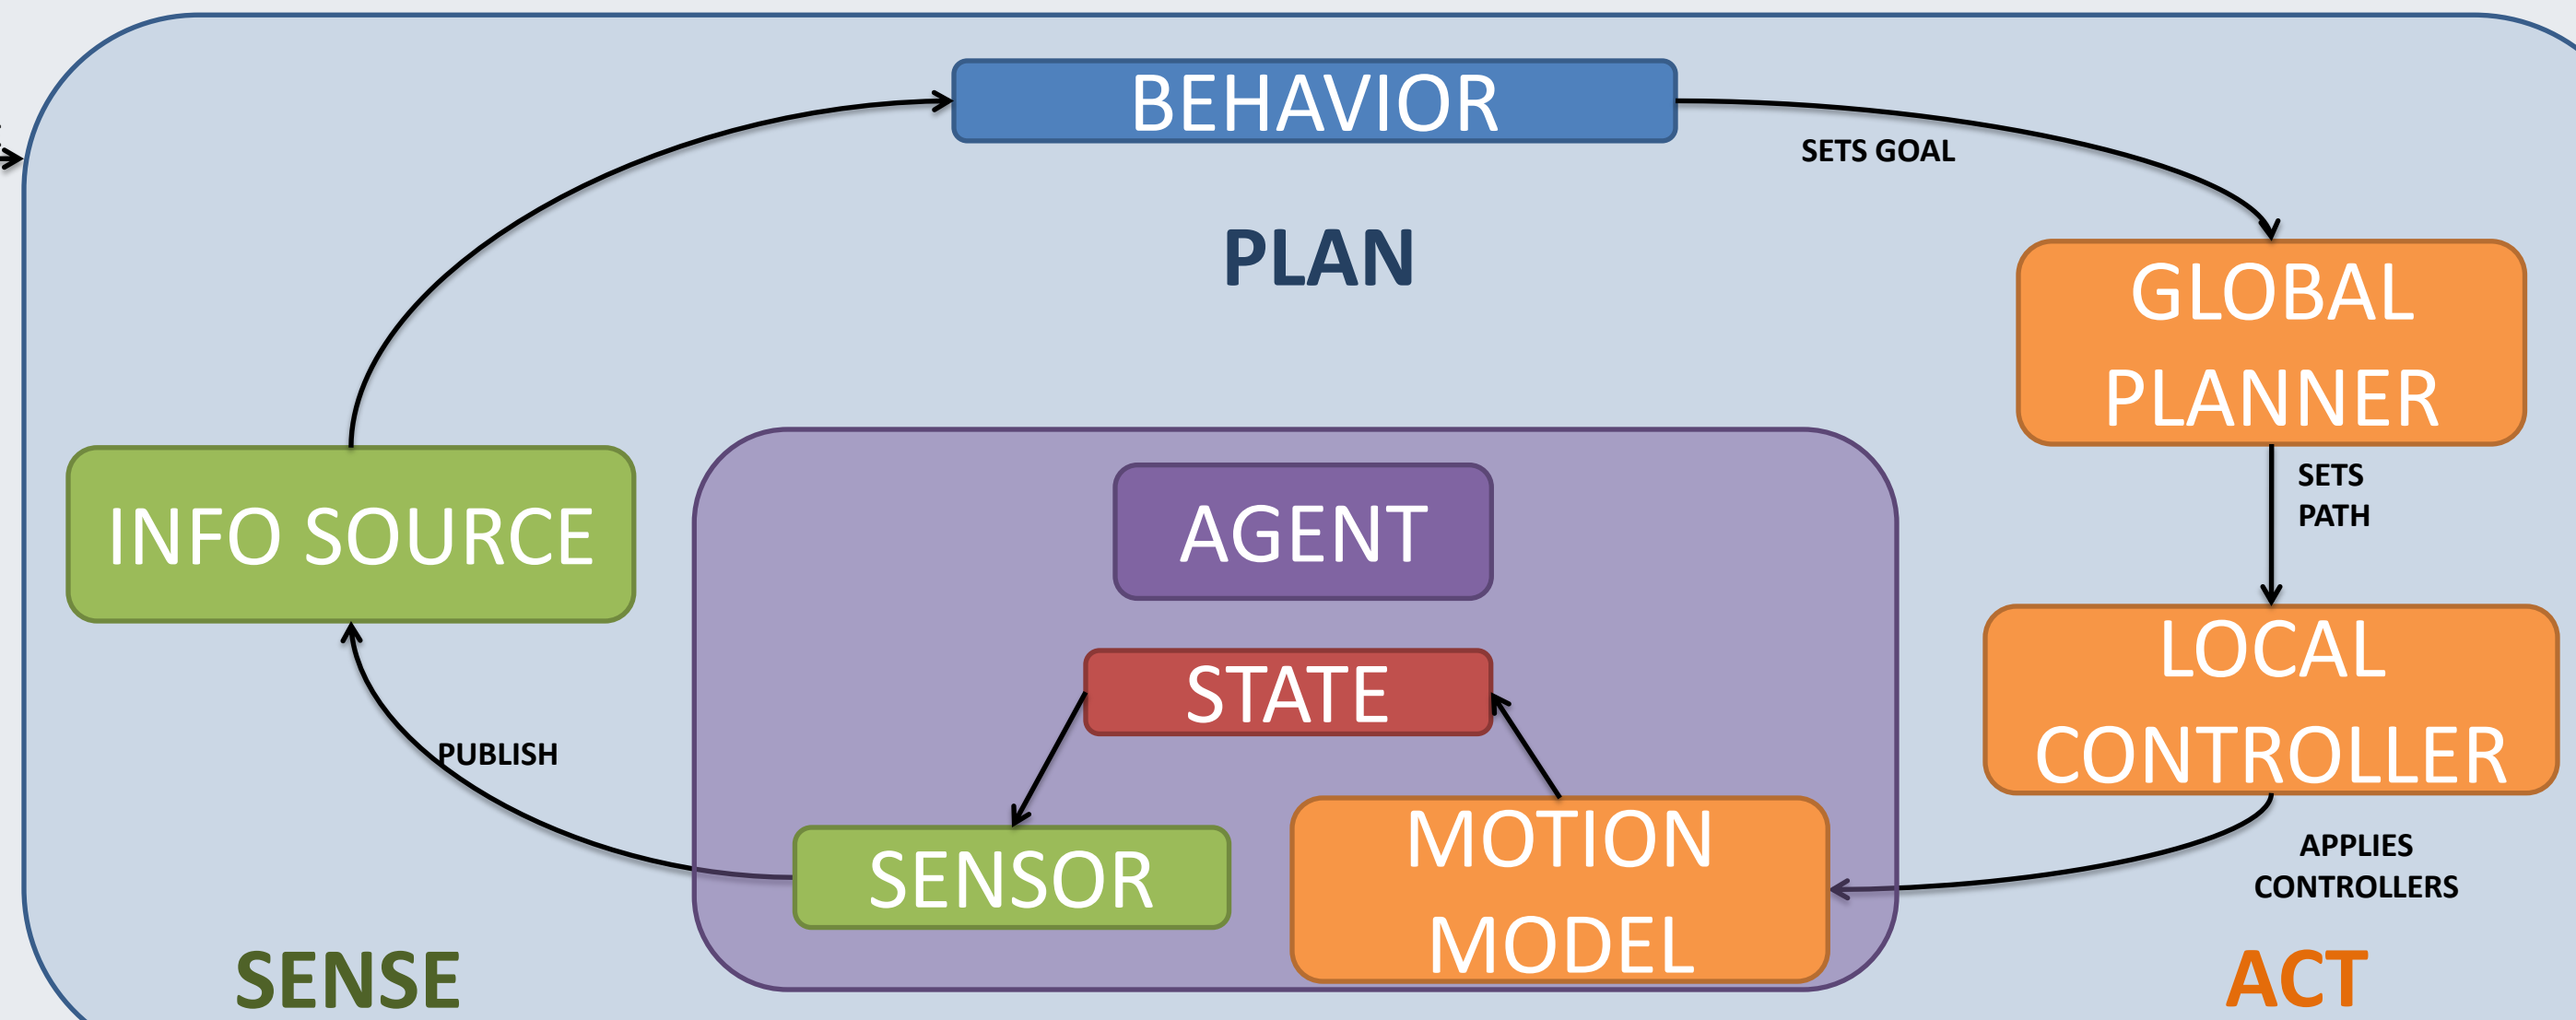 BEHAVIOR
SETS GOAL
PLAN
GLOBAL
PLANNER
SETS
PATH
INFO SOURCE
AGENT
STATE
LOCAL
CONTROLLER
PUBLISH
SENSOR
MOTION
MODEL
APPLIES
CONTROLLERS
SENSE
ACT